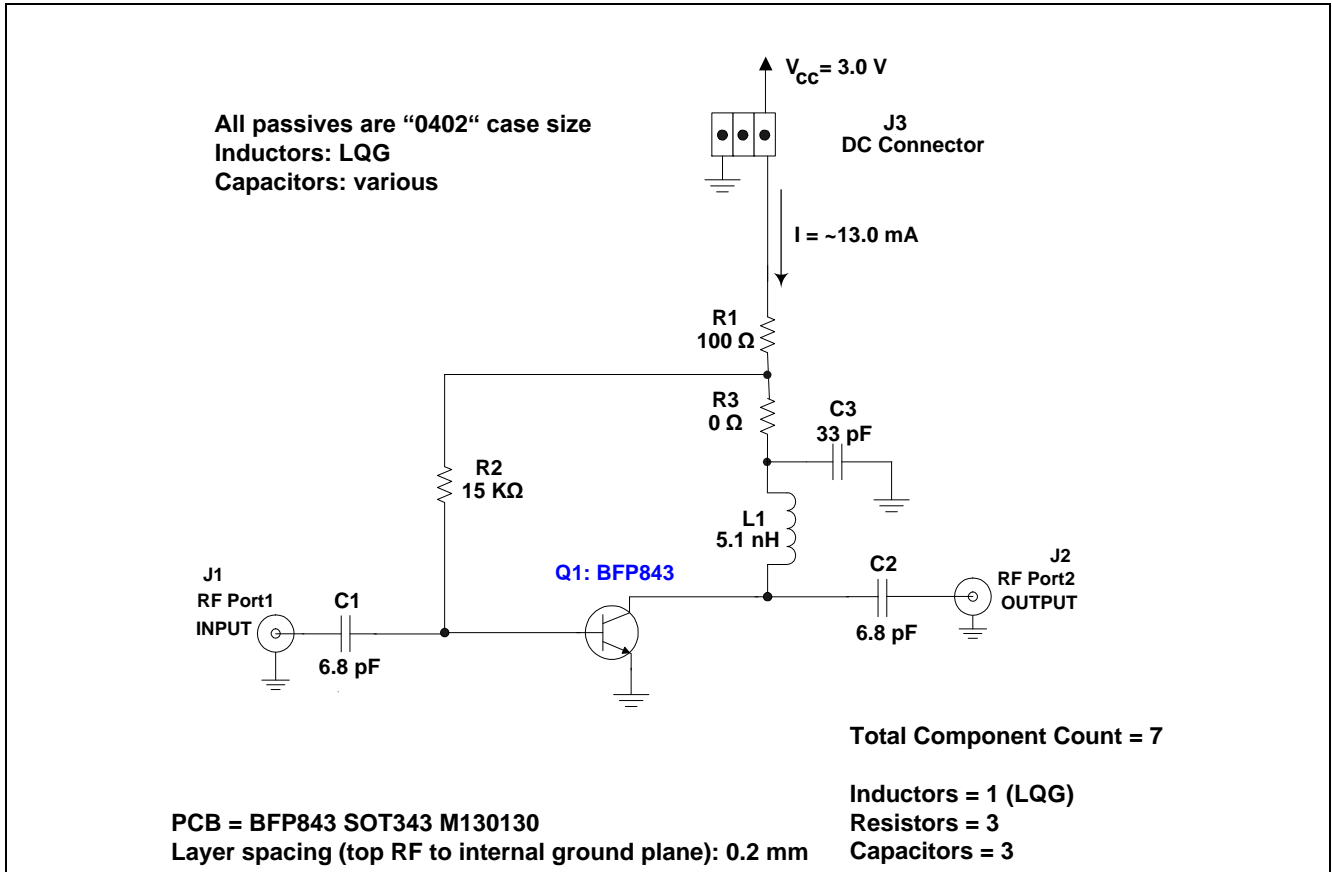 V_CC= 3.0 V
All passives are “0402“ case size
Inductors: LQG
Capacitors: various
J3
DC Connector
I = ~13.0 mA
R1
100 Ω
R3
0 Ω
C3
33 pF
R2
15 KΩ
L1
5.1 nH
Q1: BFP843
C2
6.8 pF
J2
RF Port2
OUTPUT
J1
RF Port1
INPUT
C1
6.8 pF
Total Component Count = 7
Inductors = 1 (LQG)
Resistors = 3
Capacitors = 3
PCB = BFP843 SOT343 M130130
Layer spacing (top RF to internal ground plane): 0.2 mm